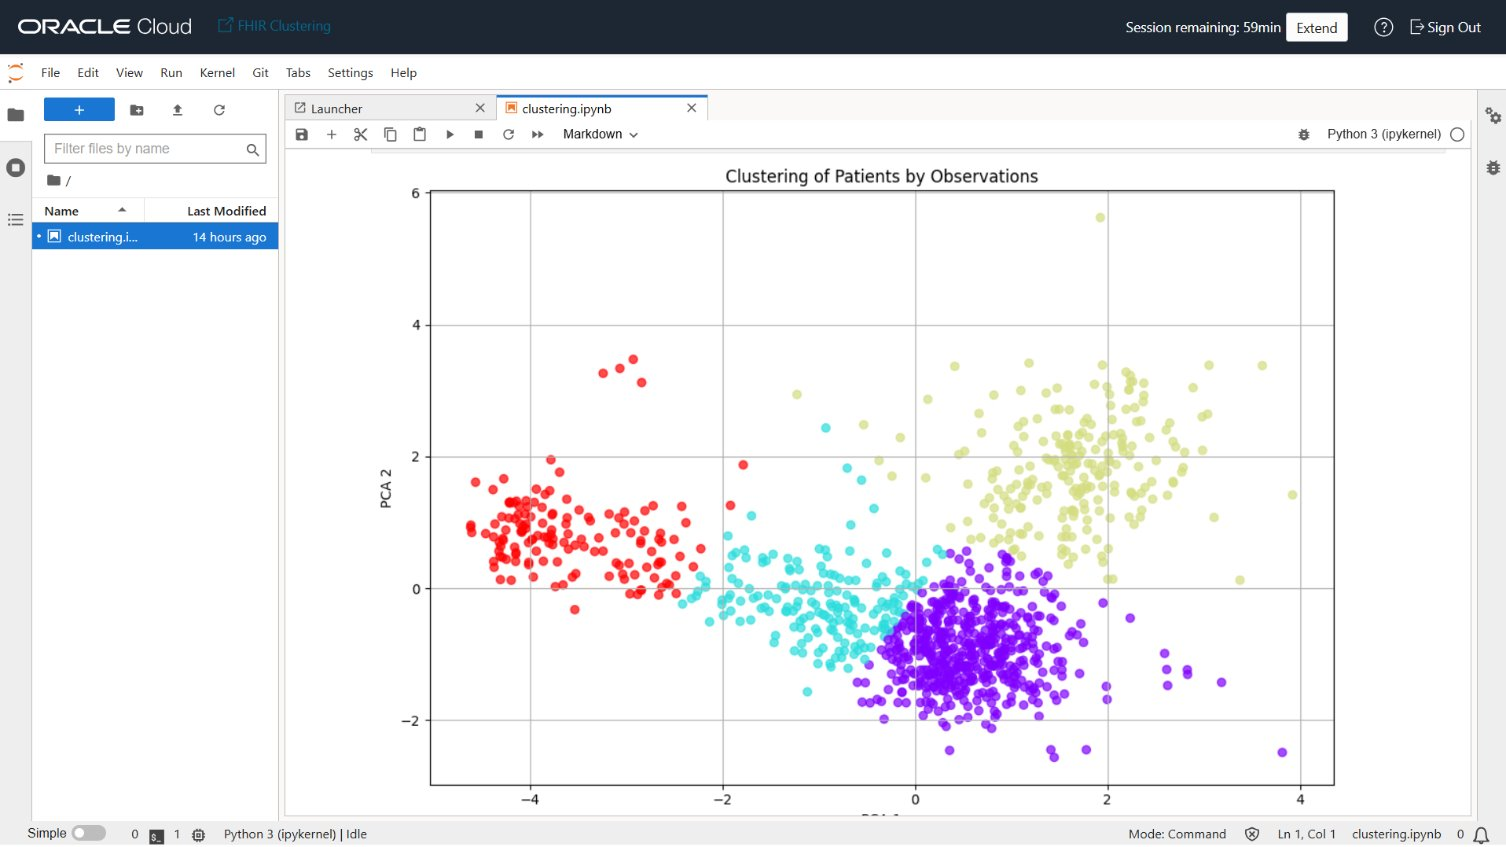 ORACLE Cloud
FHIR Clustering
Session remaining: 59min
Extend
Sign Out
File Edit View Run Kernel Git Tabs Settings Help
Launcher
clustering.ipynb
Filter files by name
Markdown
Python 3 (ipykernel)
/
Name
Last Modified
clustering.i...
14 hours ago
Clustering of Patients by Observations
6
4
2
0
−2
PCA 2
−4
−2
0
2
4
Simple
0
$_
1
Python 3 (ipykernel) | Idle
Mode: Command
Ln 1, Col 1
clustering.ipynb
0